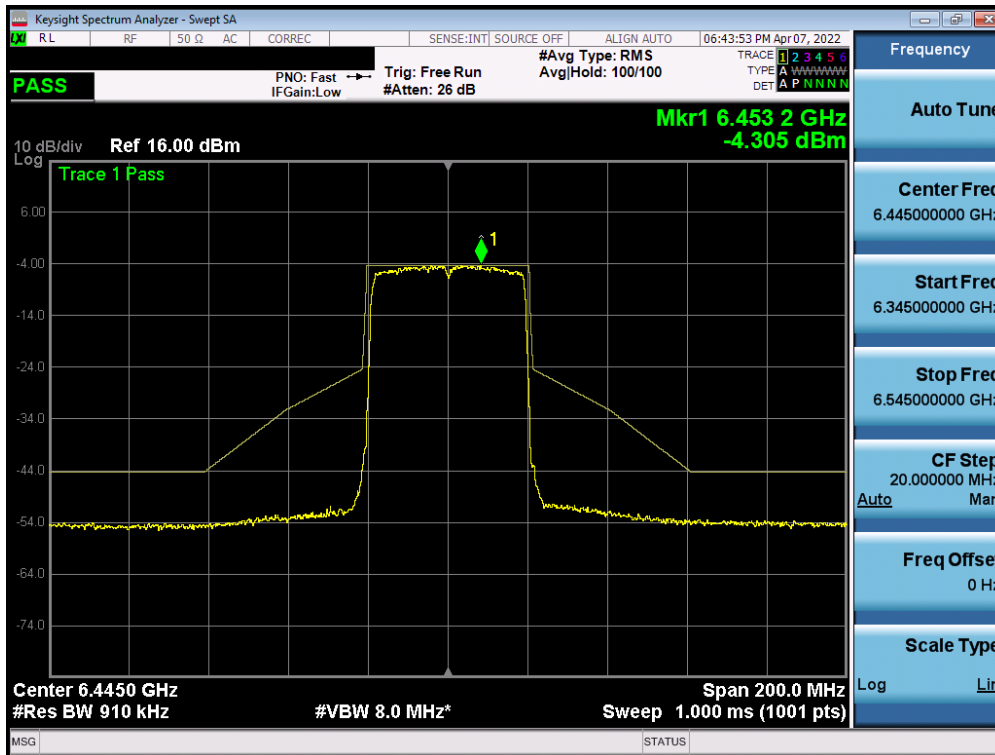 Keysight Spectrum Analyzer - Swept SA
LXI RL RF 50 Ω AC CORREC SENSE:INT SOURCE OFF ALIGN AUTO 06:43:53 PM Apr 07, 2022
PASS
PNO: Fast
IFGain:Low
Trig: Free Run
#Atten: 26 dB
#Avg Type: RMS
Avg|Hold: 100/100
TRACE 1 2 3 4 5 6
TYPE A WWWWW
DET A P N N N N
Mkr1 6.453 2 GHz
-4.305 dBm
10 dB/div Ref 16.00 dBm
Log
Trace 1 Pass
1
6.00
-4.00
-14.0
-24.0
-34.0
-44.0
-54.0
-64.0
-74.0
Center 6.4450 GHz Span 200.0 MHz
#Res BW 910 kHz #VBW 8.0 MHz* Sweep 1.000 ms (1001 pts)
MSG STATUS
Frequency
Auto Tune
Center Freq
6.445000000 GHz
Start Freq
6.345000000 GHz
Stop Freq
6.545000000 GHz
CF Step
20.000000 MHz
Auto Man
Freq Offset
0 Hz
Scale Type
Log Lin